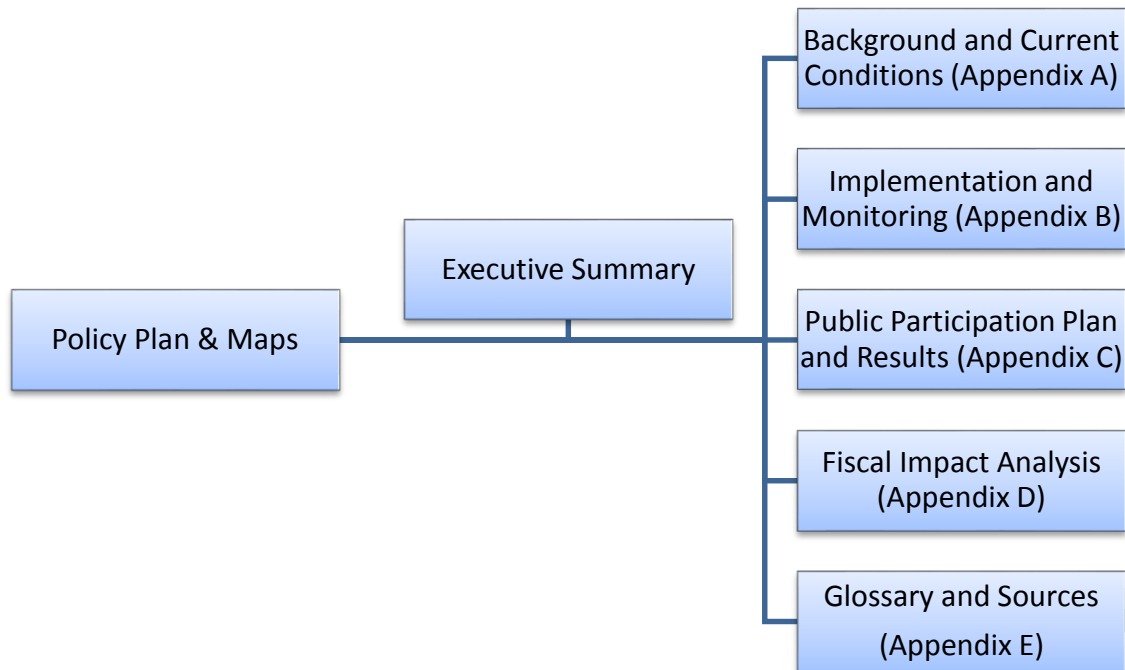 Policy Plan & Maps
Executive Summary
Background and Current
Conditions (Appendix A)
Implementation and
Monitoring (Appendix B)
Public Participation Plan
and Results (Appendix C)
Fiscal Impact Analysis
(Appendix D)
Glossary and Sources
(Appendix E)